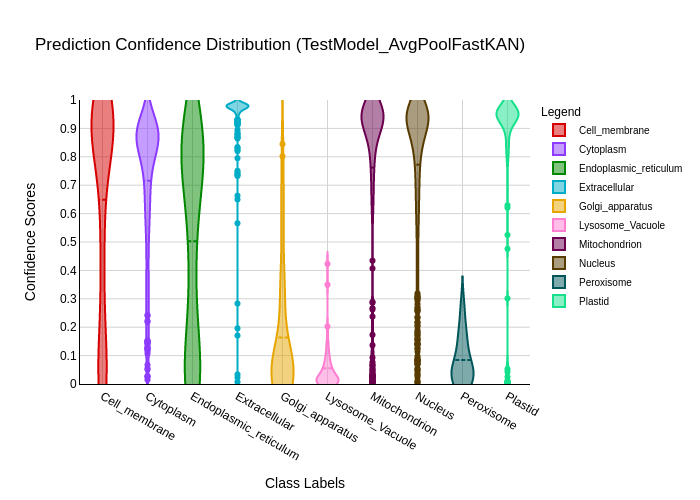 Prediction Confidence Distribution (TestModel_AvgPoolFastKAN)
Confidence Scores
1
0.9
0.8
0.7
0.6
0.5
0.4
0.3
0.2
0.1
0
Cell_membrane
Cytoplasm
Endoplasmic_reticulum
Extracellular
Golgi_apparatus
Lysosome_Vacuole
Mitochondrion
Nucleus
Peroxisome
Plastid
Class Labels
Legend
Cell_membrane
Cytoplasm
Endoplasmic_reticulum
Extracellular
Golgi_apparatus
Lysosome_Vacuole
Mitochondrion
Nucleus
Peroxisome
Plastid